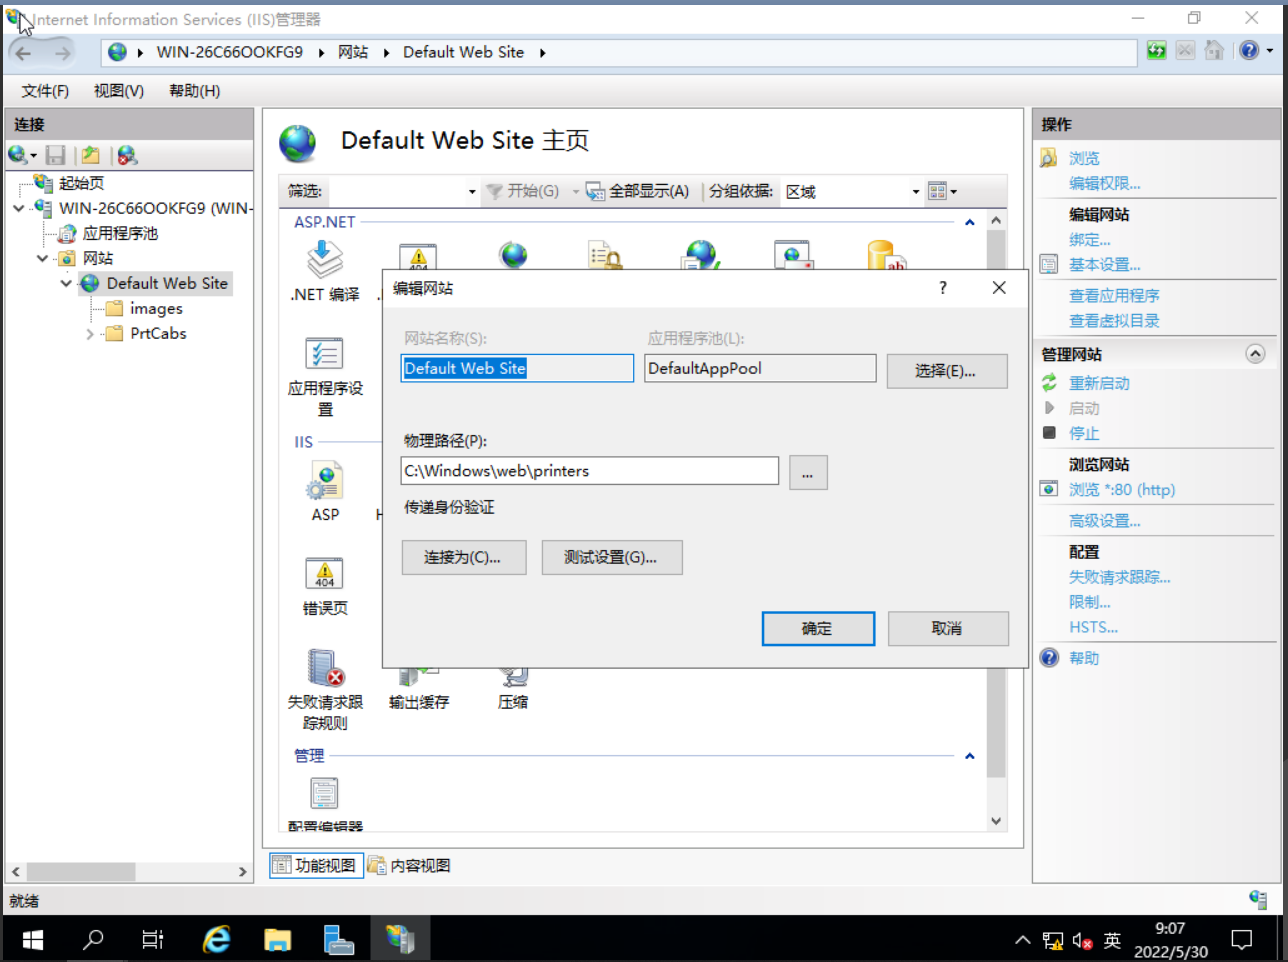 Internet Information Services (IIS)管理器
WIN-26C66OOKFG9 网站 Default Web Site
文件(F) 视图(V) 帮助(H)
连接
起始页
WIN-26C66OOKFG9 (WIN-
应用程序池
网站
Default Web Site
images
PrtCabs
Default Web Site 主页
筛选: 开始(G) 全部显示(A) 分组依据: 区域
ASP.NET
404
ab
.NET 编译
应用程序设
置
IIS
ASP
H
404
错误页
失败请求跟
踪规则
输出缓存
压缩
管理
配置编辑器
功能视图 内容视图
编辑网站 ?
网站名称(S): 应用程序池(L):
Default Web Site DefaultAppPool 选择(E)...
物理路径(P):
C:\Windows\web\printers ...
传递身份验证
连接为(C)... 测试设置(G)...
确定 取消
操作
浏览
编辑权限...
编辑网站
绑定...
基本设置...
查看应用程序
查看虚拟目录
管理网站
重新启动
启动
停止
浏览网站
浏览 *:80 (http)
高级设置...
配置
失败请求跟踪...
限制...
HSTS...
帮助
就绪
英
9:07
2022/5/30